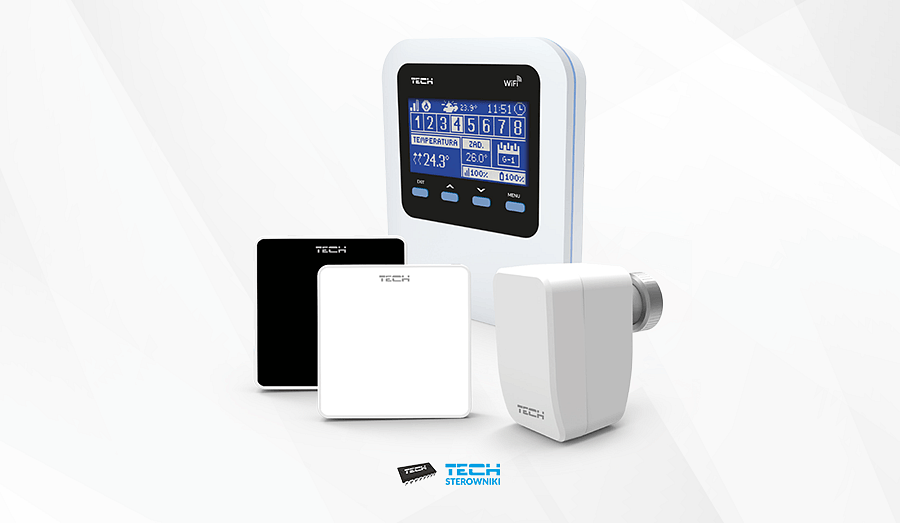 TECH
WiFi
23.9° 11:51
1 2 3 4 5 6 7 8
TEMPERATURA ZAD.
24.3° 26.0° G-1
100% 100%
EXIT MENU
TECH
TECH
TECH
TECH
TECH
STEROWNIKI